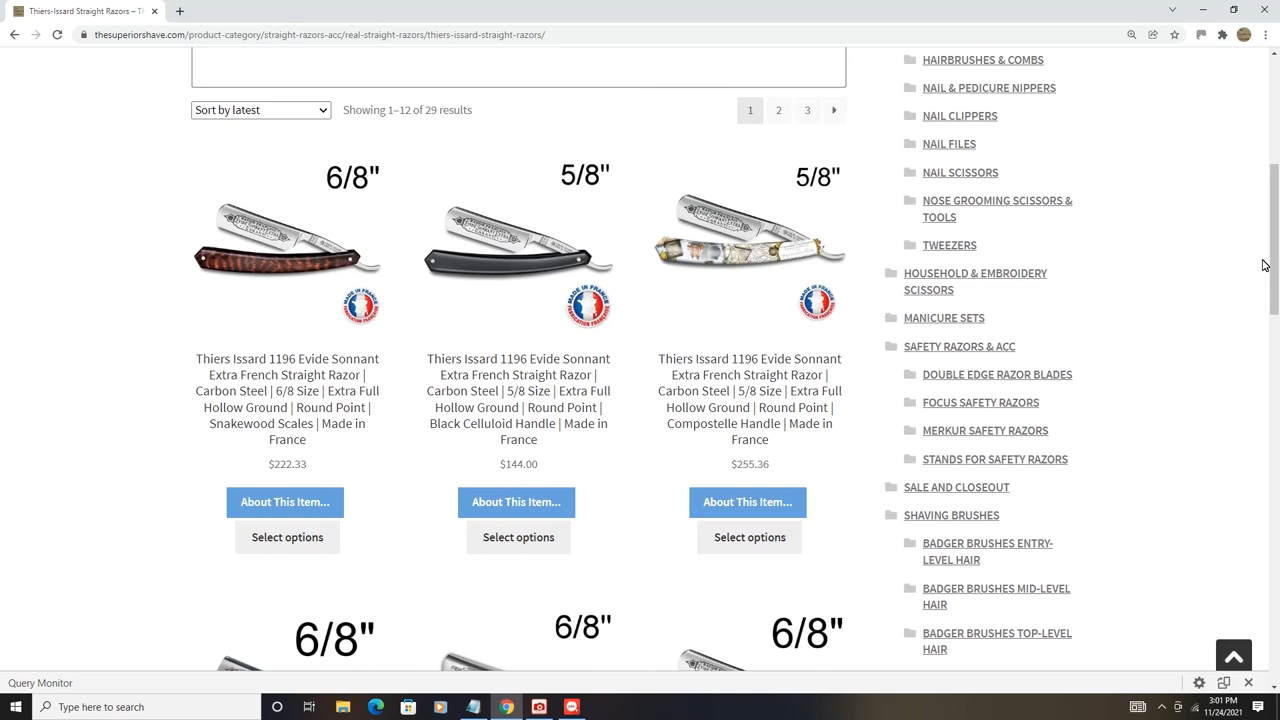 Thiers-Issard Straight Razors –
thesuperiorshave.com/product-category/straight-razors-acc/real-straight-razors/thiers-issard-straight-razors/
Sort by latest
Showing 1–12 of 29 results
1 2 3
HAIRBRUSHES & COMBS
NAIL & PEDICURE NIPPERS
NAIL CLIPPERS
NAIL FILES
NAIL SCISSORS
NOSE GROOMING SCISSORS &
TOOLS
TWEEZERS
HOUSEHOLD & EMBROIDERY
SCISSORS
MANICURE SETS
SAFETY RAZORS & ACC
DOUBLE EDGE RAZOR BLADES
FOCUS SAFETY RAZORS
MERKUR SAFETY RAZORS
STANDS FOR SAFETY RAZORS
SALE AND CLOSEOUT
SHAVING BRUSHES
BADGER BRUSHES ENTRY-
LEVEL HAIR
BADGER BRUSHES MID-LEVEL
HAIR
BADGER BRUSHES TOP-LEVEL
HAIR
6/8"
MADE IN
FRANCE
Thiers Issard 1196 Evide Sonnant
Extra French Straight Razor |
Carbon Steel | 6/8 Size | Extra Full
Hollow Ground | Round Point |
Snakewood Scales | Made in
France
$222.33
About This Item...
Select options
5/8"
MADE IN
FRANCE
Thiers Issard 1196 Evide Sonnant
Extra French Straight Razor |
Carbon Steel | 5/8 Size | Extra Full
Hollow Ground | Round Point |
Black Celluloid Handle | Made in
France
$144.00
About This Item...
Select options
5/8"
MADE IN
FRANCE
Thiers Issard 1196 Evide Sonnant
Extra French Straight Razor |
Carbon Steel | 5/8 Size | Extra Full
Hollow Ground | Round Point |
Compostelle Handle | Made in
France
$255.36
About This Item...
Select options
6/8"
6/8"
6/8"
Query Monitor
Type here to search
3:01 PM
11/24/2021